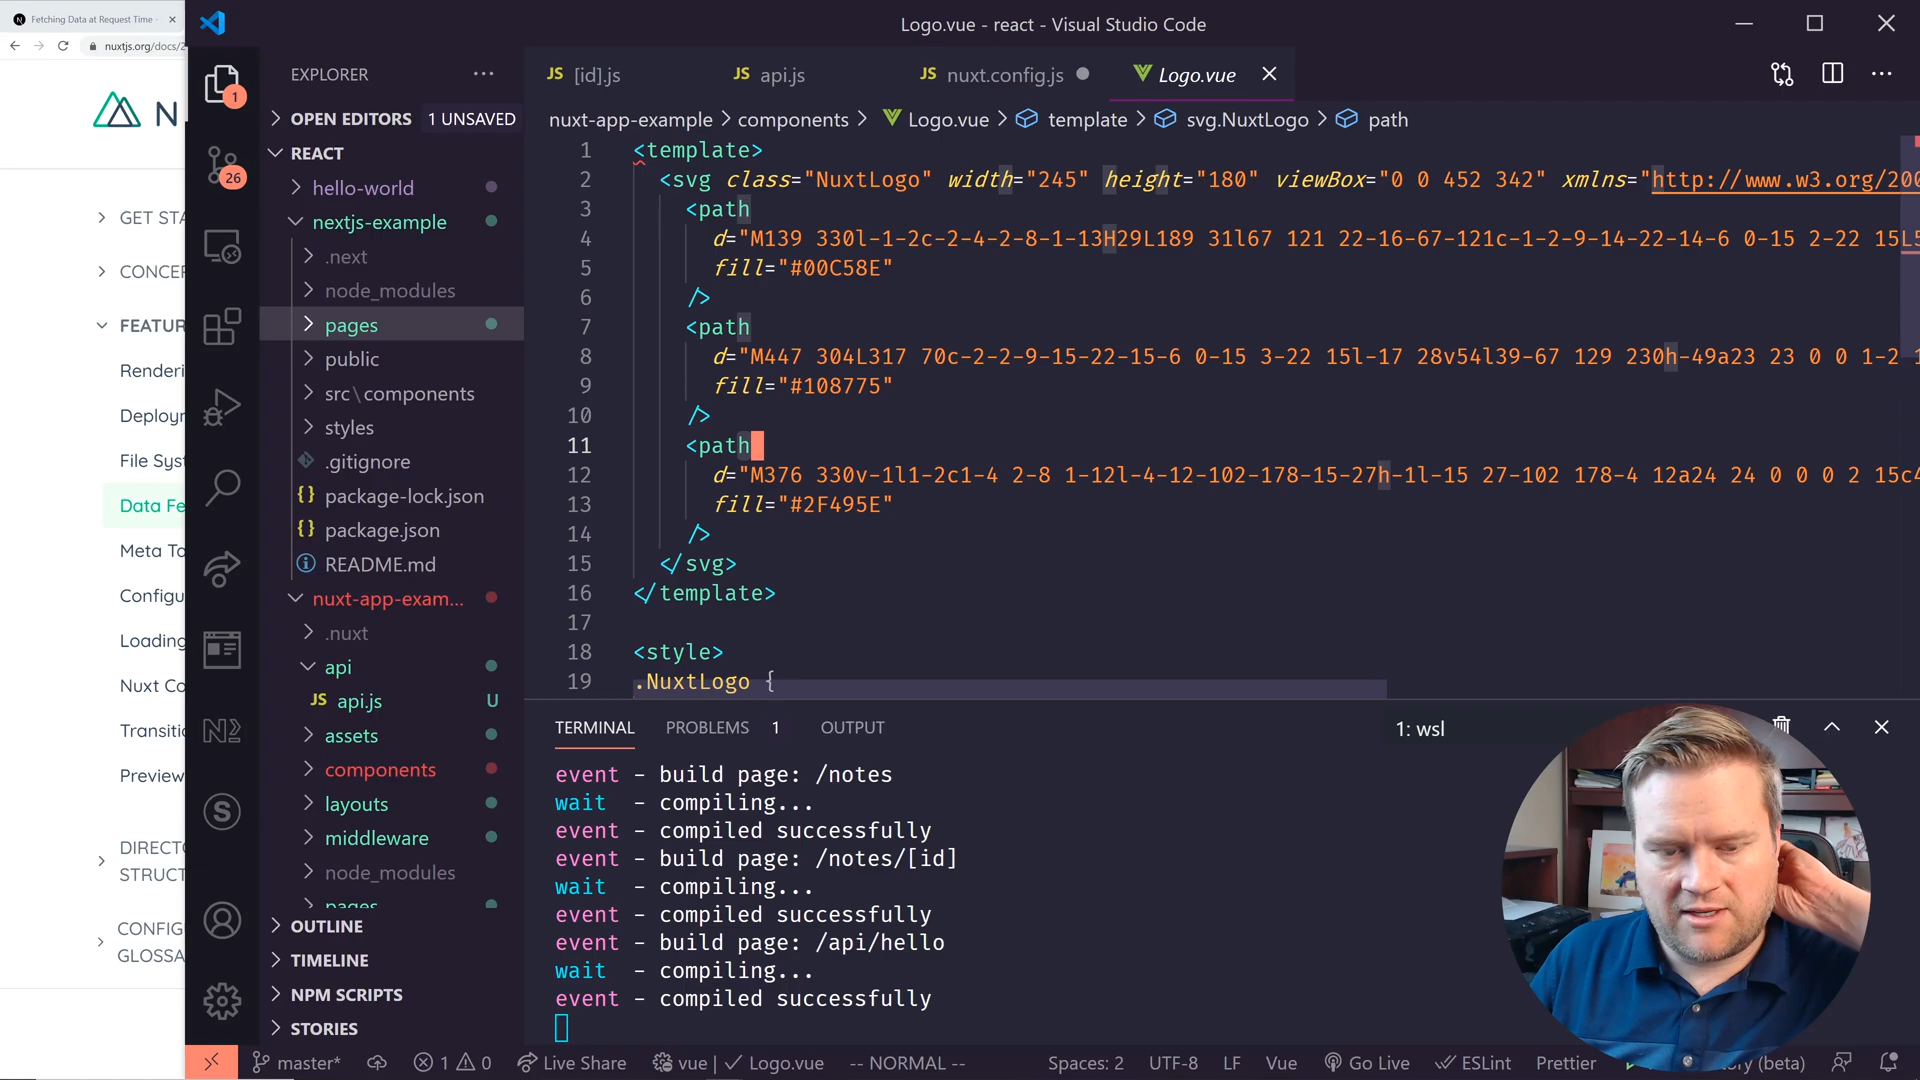 Fetching Data at Request Time -
nuxtjs.org/docs/2
N
GET STA
CONCEP
FEATUR
Renderi
Deployn
File Sys
Data Fe
Meta Ta
Configu
Loading
Nuxt Co
Transitio
Preview
DIRECTO
STRUCT
CONFIG
GLOSSA
Logo.vue - react - Visual Studio Code
1
26
EXPLORER
OPEN EDITORS 1 UNSAVED
REACT
hello-world
nextjs-example
.next
node_modules
pages
public
src\components
styles
.gitignore
{} package-lock.json
{} package.json
README.md
nuxt-app-exam...
.nuxt
api
JS api.js U
assets
components
layouts
middleware
node_modules
pages
OUTLINE
TIMELINE
NPM SCRIPTS
STORIES
JS [id].js JS api.js JS nuxt.config.js Logo.vue
nuxt-app-example > components > Logo.vue > template > svg.NuxtLogo > path
1 <template>
2 <svg class="NuxtLogo" width="245" height="180" viewBox="0 0 452 342" xmlns="http://www.w3.org/200
3 <path
4 d="M139 330l-1-2c-2-4-2-8-1-13H29L189 31l67 121 22-16-67-121c-1-2-9-14-22-14-6 0-15 2-22 15L5
5 fill="#00C58E"
6 />
7 <path
8 d="M447 304L317 70c-2-2-9-15-22-15-6 0-15 3-22 15l-17 28v54l39-67 129 230h-49a23 23 0 0 1-2 1
9 fill="#108775"
10 />
11 <path
12 d="M376 330v-1l1-2c1-4 2-8 1-12l-4-12-102-178-15-27h-1l-15 27-102 178-4 12a24 24 0 0 0 2 15c4
13 fill="#2F495E"
14 />
15 </svg>
16 </template>
17
18 <style>
19 .NuxtLogo {
TERMINAL PROBLEMS 1 OUTPUT 1: wsl
event - build page: /notes
wait - compiling...
event - compiled successfully
event - build page: /notes/[id]
wait - compiling...
event - compiled successfully
event - build page: /api/hello
wait - compiling...
event - compiled successfully
master* 1 0 Live Share vue | Logo.vue -- NORMAL -- Spaces: 2 UTF-8 LF Vue Go Live ESLint Prettier (beta)